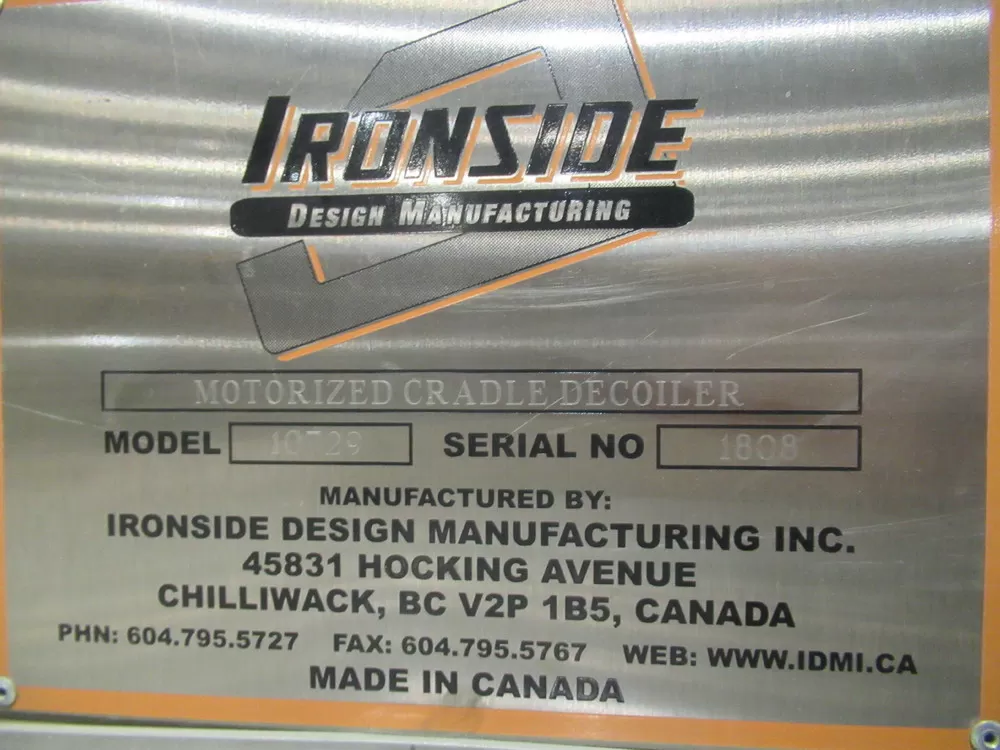 IRONSIDE
DESIGN MANUFACTURING
MOTORIZED CRADLE DECOILER
MODEL 10729 SERIAL NO 1808
MANUFACTURED BY:
IRONSIDE DESIGN MANUFACTURING INC.
45831 HOCKING AVENUE
CHILLIWACK, BC V2P 1B5, CANADA
PHN: 604.795.5727 FAX: 604.795.5767 WEB: WWW.IDMI.CA
MADE IN CANADA